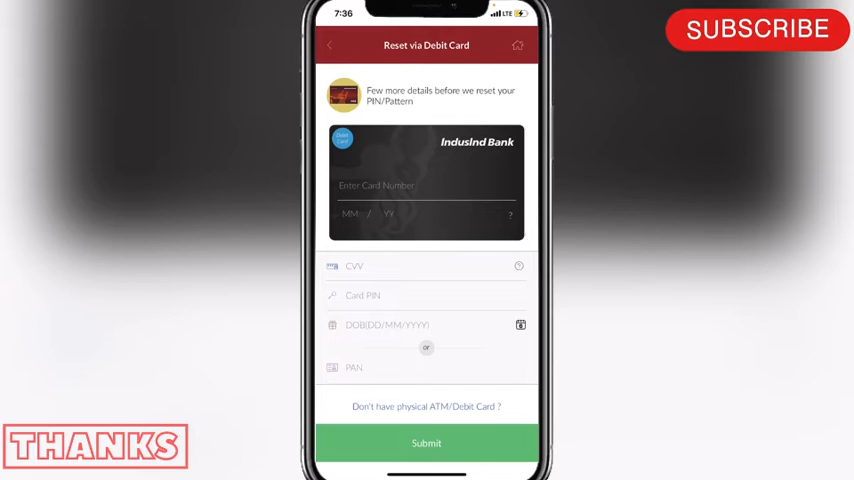 7:36
LTE
SUBSCRIBE
Reset via Debit Card
Few more details before we reset your
PIN/Pattern
Debit
Card
IndusInd Bank
Enter Card Number
MM / YY
?
CVV
?
Card PIN
DOB(DD/MM/YYYY)
or
PAN
Don't have physical ATM/Debit Card ?
THANKS
Submit